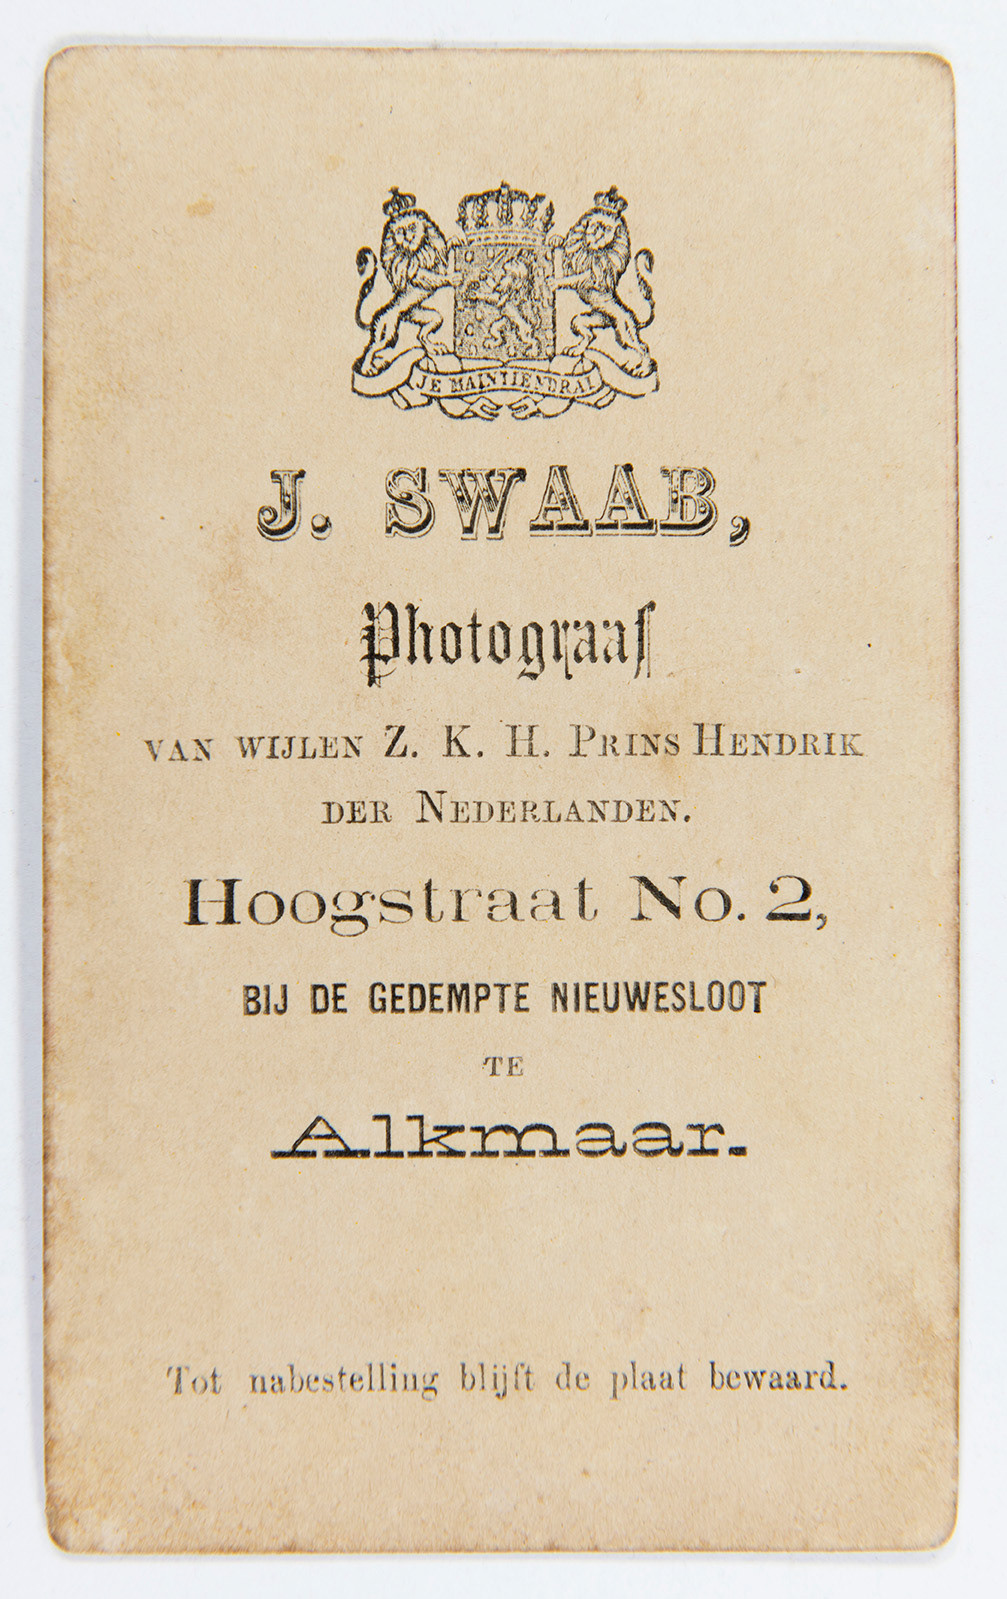 JE MAINTIENDRAI
J. SWAAB,
Photograaf
VAN WIJLEN Z. K. H. PRINS HENDRIK
DER NEDERLANDEN.
Hoogstraat No. 2,
BIJ DE GEDEMPTE NIEUWESLOOT
TE
Alkmaar.
Tot nabestelling blijft de plaat bewaard.